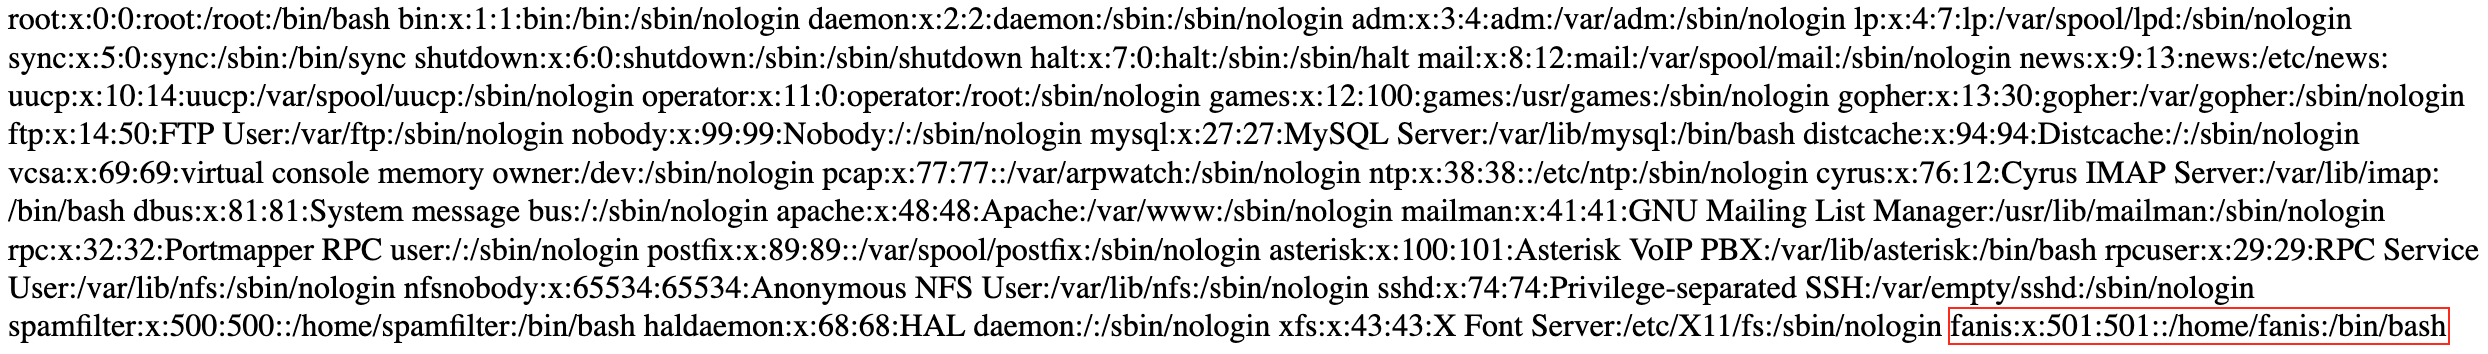 root:x:0:0:root:/root:/bin/bash bin:x:1:1:bin:/bin:/sbin/nologin daemon:x:2:2:daemon:/sbin:/sbin/nologin adm:x:3:4:adm:/var/adm:/sbin/nologin lp:x:4:7:lp:/var/spool/lpd:/sbin/nologin
sync:x:5:0:sync:/sbin:/bin/sync shutdown:x:6:0:shutdown:/sbin:/sbin/shutdown halt:x:7:0:halt:/sbin:/sbin/halt mail:x:8:12:mail:/var/spool/mail:/sbin/nologin news:x:9:13:news:/etc/news:
uucp:x:10:14:uucp:/var/spool/uucp:/sbin/nologin operator:x:11:0:operator:/root:/sbin/nologin games:x:12:100:games:/usr/games:/sbin/nologin gopher:x:13:30:gopher:/var/gopher:/sbin/nologin
ftp:x:14:50:FTP User:/var/ftp:/sbin/nologin nobody:x:99:99:Nobody:/:/sbin/nologin mysql:x:27:27:MySQL Server:/var/lib/mysql:/bin/bash distcache:x:94:94:Distcache:/:/sbin/nologin
vcsa:x:69:69:virtual console memory owner:/dev:/sbin/nologin pcap:x:77:77::/var/arpwatch:/sbin/nologin ntp:x:38:38::/etc/ntp:/sbin/nologin cyrus:x:76:12:Cyrus IMAP Server:/var/lib/imap:
/bin/bash dbus:x:81:81:System message bus:/:/sbin/nologin apache:x:48:48:Apache:/var/www:/sbin/nologin mailman:x:41:41:GNU Mailing List Manager:/usr/lib/mailman:/sbin/nologin
rpc:x:32:32:Portmapper RPC user:/:/sbin/nologin postfix:x:89:89::/var/spool/postfix:/sbin/nologin asterisk:x:100:101:Asterisk VoIP PBX:/var/lib/asterisk:/bin/bash rpcuser:x:29:29:RPC Service
User:/var/lib/nfs:/sbin/nologin nfsnobody:x:65534:65534:Anonymous NFS User:/var/lib/nfs:/sbin/nologin sshd:x:74:74:Privilege-separated SSH:/var/empty/sshd:/sbin/nologin
spamfilter:x:500:500::/home/spamfilter:/bin/bash haldaemon:x:68:68:HAL daemon:/:/sbin/nologin xfs:x:43:43:X Font Server:/etc/X11/fs:/sbin/nologin fanis:x:501:501::/home/fanis:/bin/bash